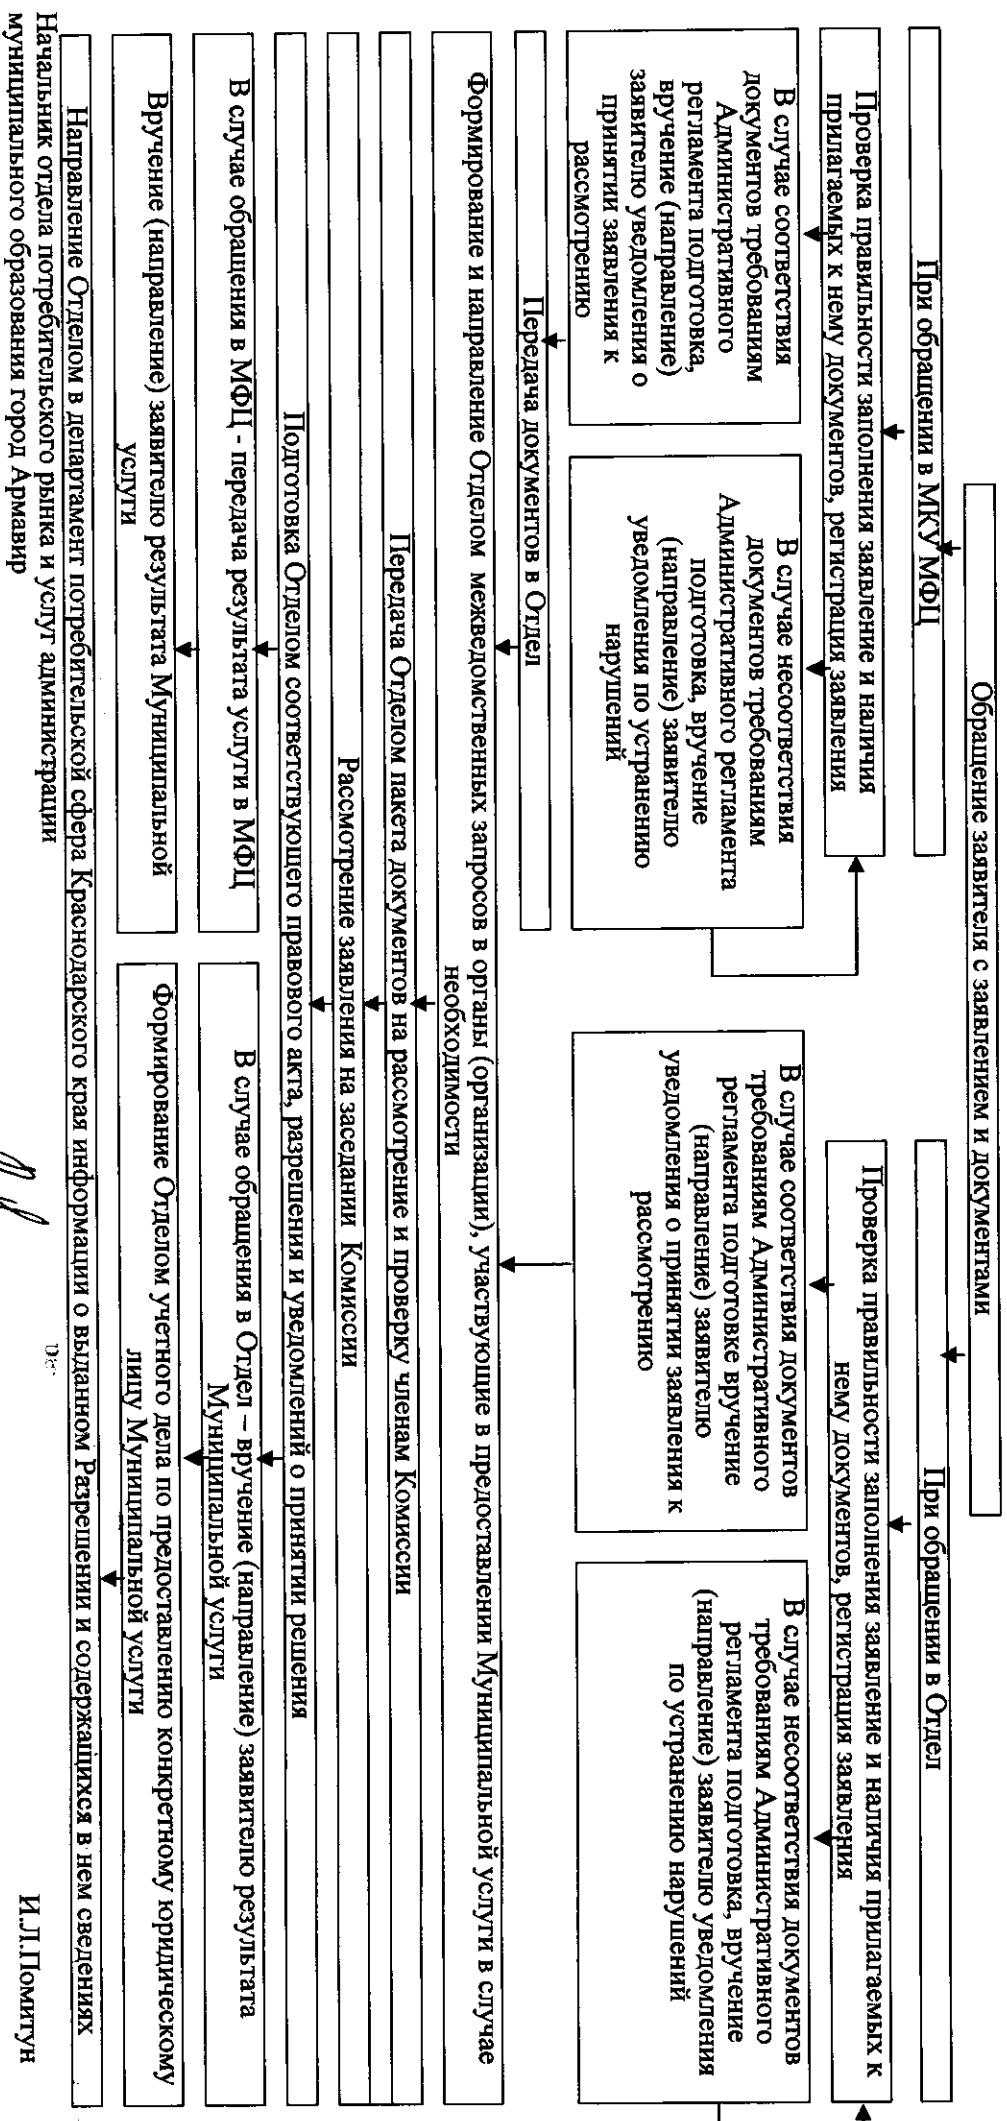 Обращение заявителя с заявлением и документами
При обращении в МКУ МФЦ
При обращении в Отдел
Проверка правильности заполнения заявление и наличия
прилагаемых к нему документов, регистрация заявления
Проверка правильности заполнения заявление и наличия прилагаемых к
нему документов, регистрация заявления
В случае соответствия
документов требованиям
Административного
регламента подготовка,
вручение (направление)
заявителю уведомления о
принятии заявления к
рассмотрению
В случае несоответствия
документов требованиям
Административного регламента
подготовка, вручение
(направление) заявителю
уведомления по устранению
нарушений
В случае соответствия документов
требованиям Административного
регламента подготовке вручение
(направление) заявителю
уведомления о принятии заявления к
рассмотрению
В случае несоответствия документов
требованиям Административного
регламента подготовка, вручение
(направление) заявителю уведомления
по устранению нарушений
Передача документов в Отдел
Формирование и направление Отделом межведомственных запросов в органы (организации), участвующие в предоставлении Муниципальной услуги в случае
необходимости
Передача Отделом пакета документов на рассмотрение и проверку членам Комиссии
Рассмотрение заявления на заседании Комиссии
Подготовка Отделом соответствующего правового акта, разрешения и уведомлений о принятии решения
В случае обращения в МФЦ - передача результата услуги в МФЦ
В случае обращения в Отдел – вручение (направление) заявителю результата
Муниципальной услуги
Вручение (направление) заявителю результата Муниципальной
услуги
Формирование Отделом учетного дела по предоставлению конкретному юридическому
лицу Муниципальной услуги
Направление Отделом в департамент потребительской сфера Краснодарского края информации о выданном Разрешении и содержащихся в нем сведениях
Начальник отдела потребительского рынка и услуг администрации
муниципального образования город Армавир
И.Л.Помитун